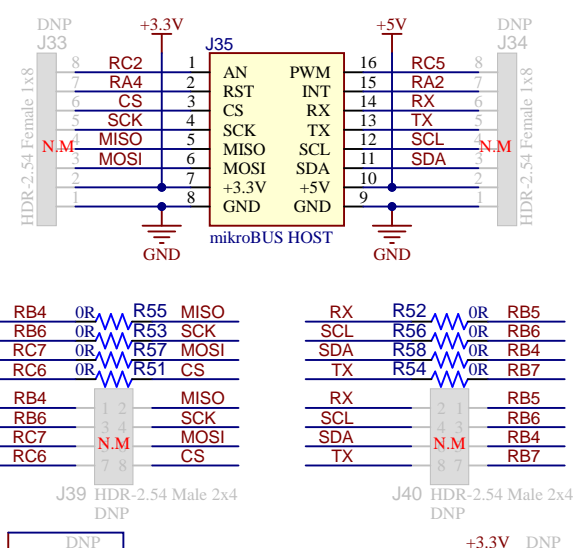 DNP +3.3V +5V DNP
J33 J35 J34
8 RC2 1 AN PWM 16 RC5 8
7 RA4 2 RST INT 15 RA2 7
6 CS 3 CS RX 14 RX 6
5 SCK 4 SCK TX 13 TX 5
MISO 5 MISO SCL 12 SCL
3 MOSI 6 MOSI SDA 11 SDA 3
2 7 +3.3V +5V 10 2
1 8 GND GND 9 1
N.M
N.M
HDR-2.54 Female 1x8
HDR-2.54 Female 1x8
mikroBUS HOST
GND GND
RB4 0R R55 MISO
RB6 0R R53 SCK
RC7 0R R57 MOSI
RC6 0R R51 CS
RX R52 0R RB5
SCL R56 0R RB6
SDA R58 0R RB4
TX R54 0R RB7
RB4 1 2 MISO
RB6 3 4 SCK
RC7 N.M MOSI
RC6 7 8 CS
J39 HDR-2.54 Male 2x4
DNP
RX 2 1 RB5
SCL 4 3 RB6
SDA N.M RB4
TX 8 7 RB7
J40 HDR-2.54 Male 2x4
DNP
DNP +3.3V DNP